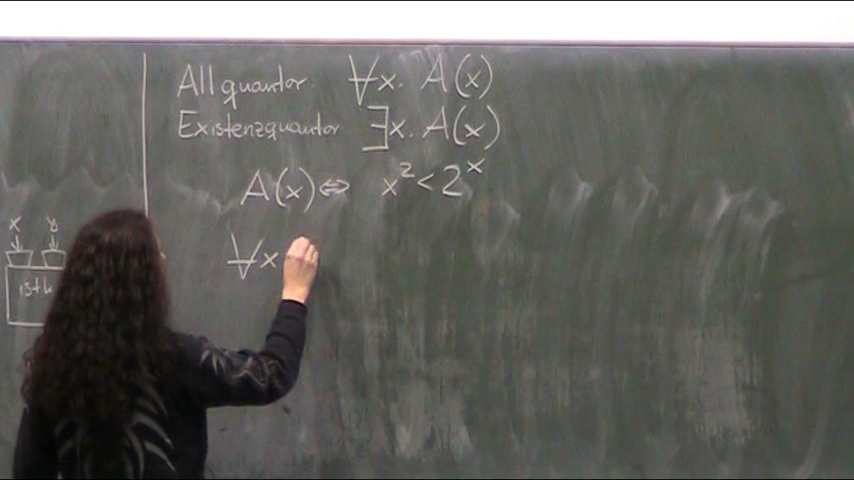 Allquantor ∀x. A(x)
Existenzquantor ∃x. A(x)
A(x) ⇔ x² < 2ˣ
∀x
x y